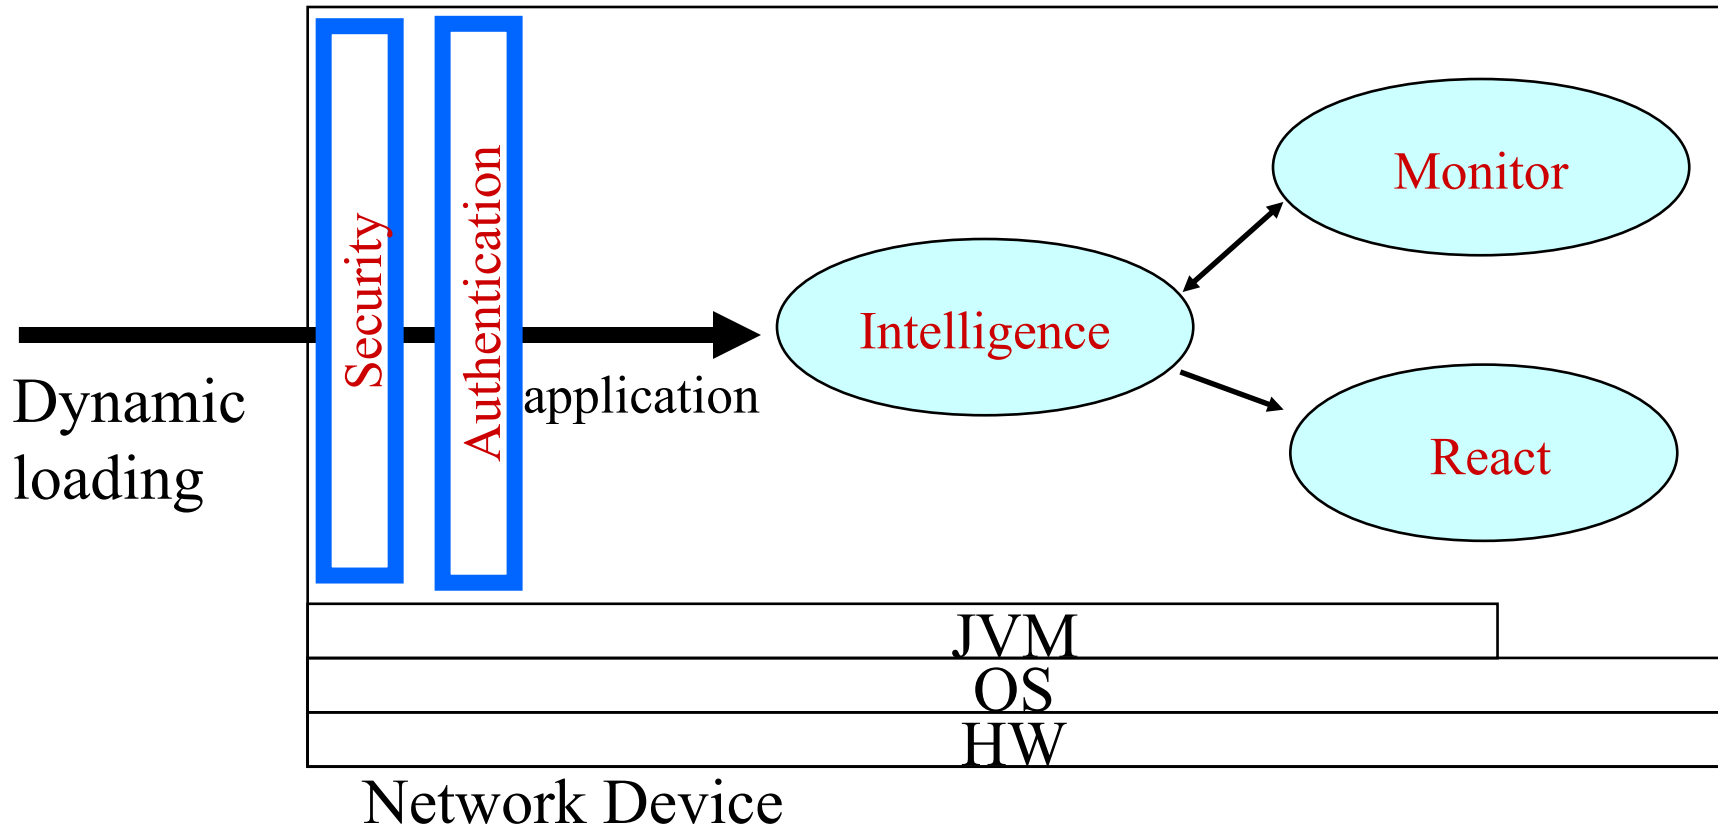 Security
Authentication
Monitor
Intelligence
Dynamic
loading
application
React
JVM
OS
HW
Network Device